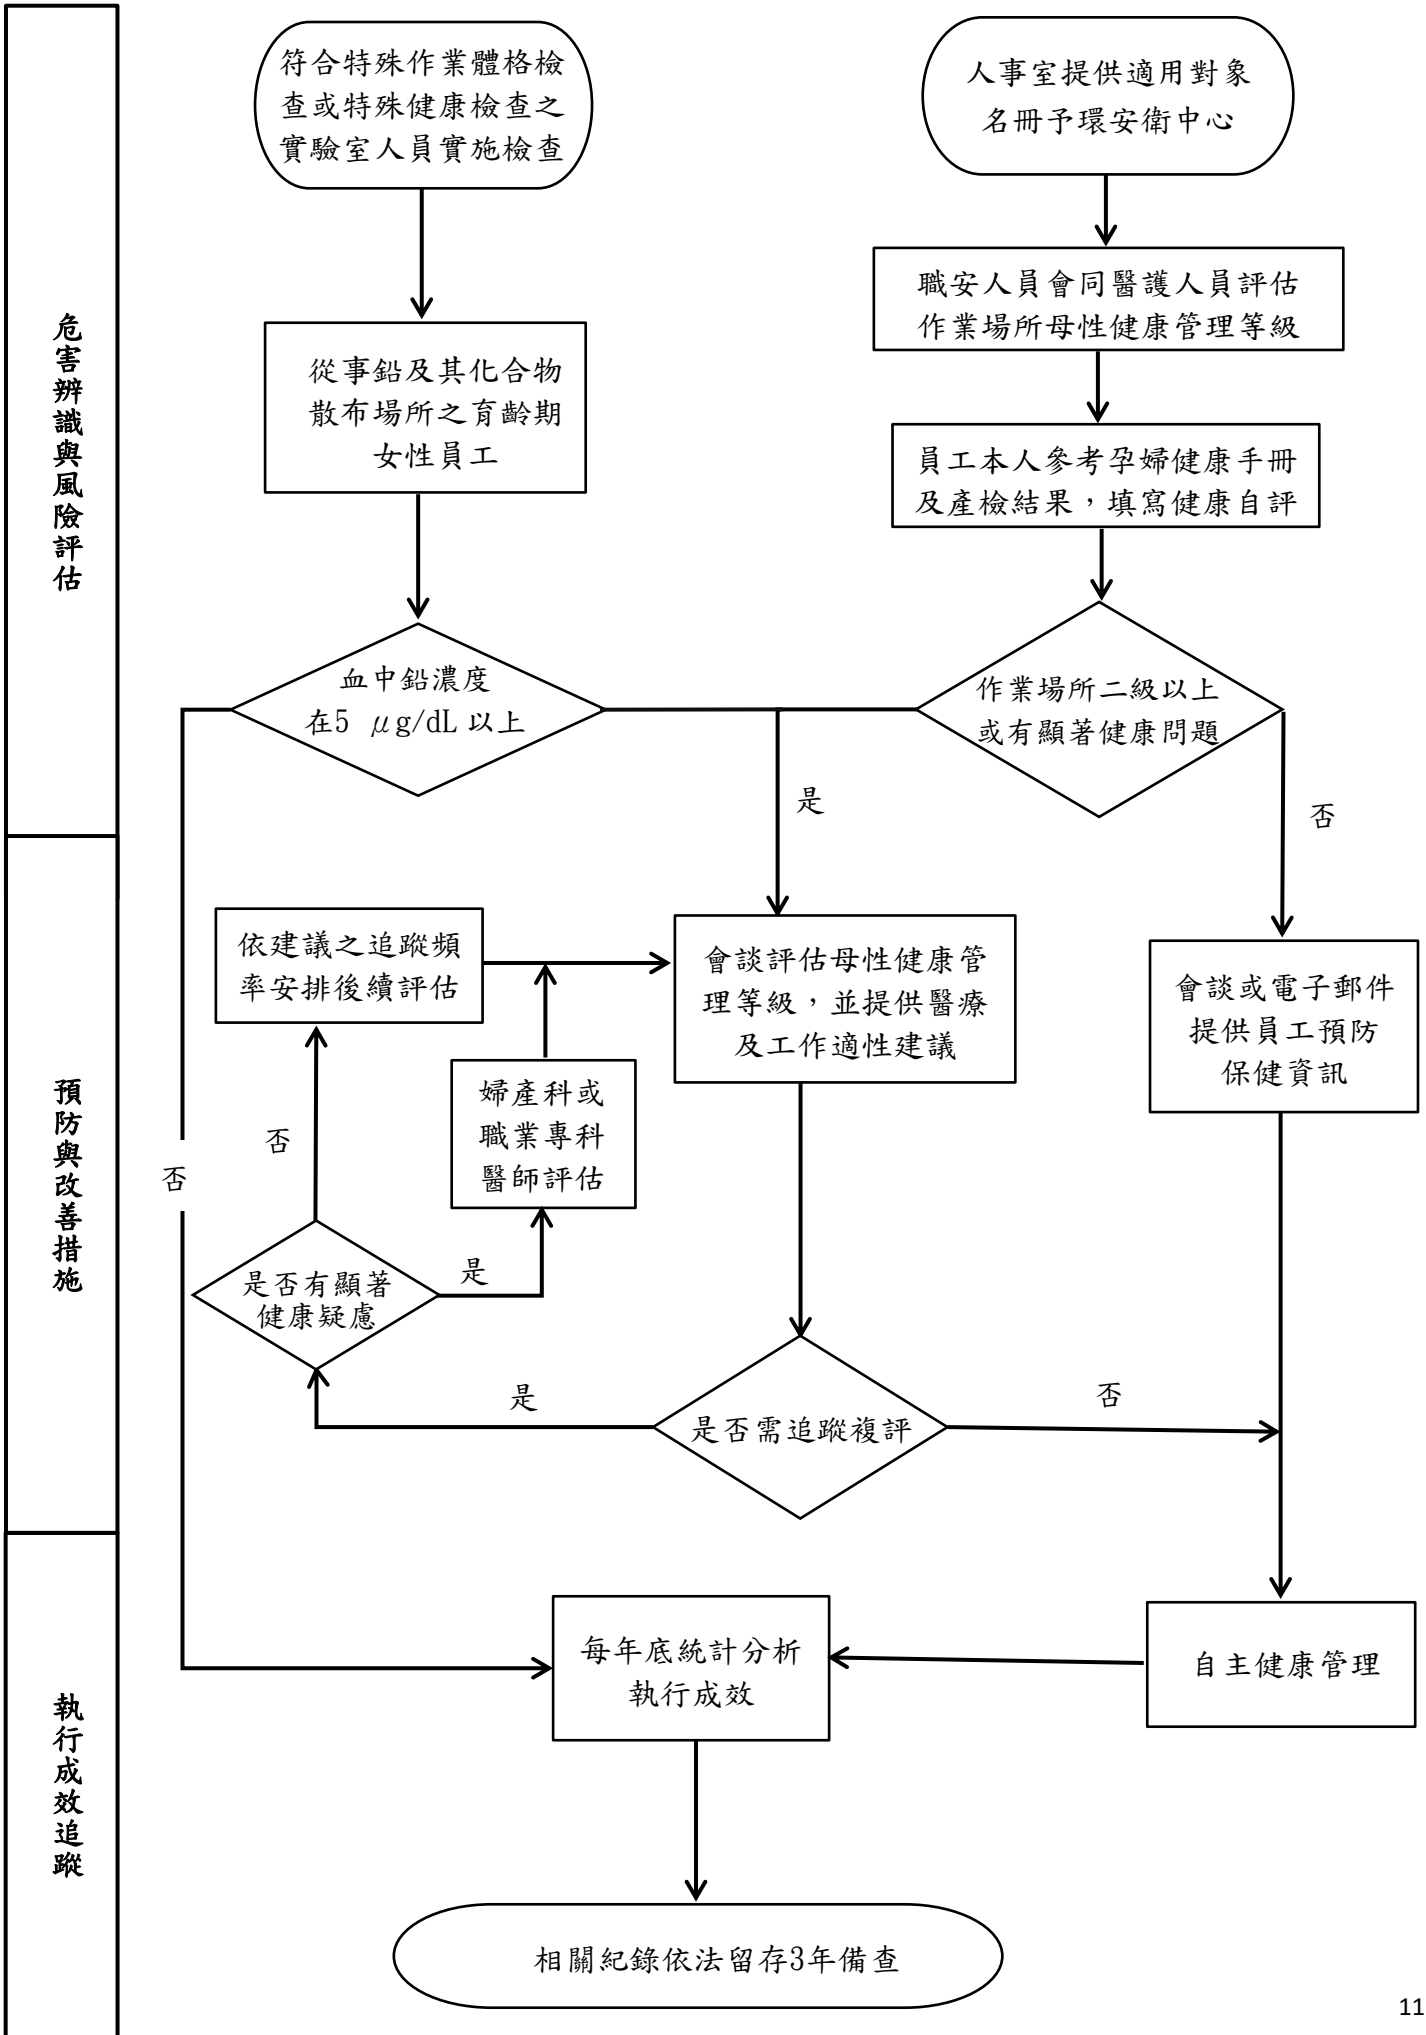 危害辨識與風險評估
符合特殊作業體格檢
查或特殊健康檢查之
實驗室人員實施檢查
人事室提供適用對象
名冊予環安衛中心
職安人員會同醫護人員評估
作業場所母性健康管理等級
從事鉛及其化合物
散布場所之育齡期
女性員工
員工本人參考孕婦健康手冊
及產檢結果，填寫健康自評
血中鉛濃度
在5 μg/dL 以上
作業場所二級以上
或有顯著健康問題
是
否
預防與改善措施
依建議之追蹤頻
率安排後續評估
會談評估母性健康管
理等級，並提供醫療
及工作適性建議
會談或電子郵件
提供員工預防
保健資訊
婦產科或
職業專科
醫師評估
否
否
是否有顯著
健康疑慮
是
是
是否需追蹤複評
否
執行成效追蹤
每年底統計分析
執行成效
自主健康管理
相關紀錄依法留存3年備查
11